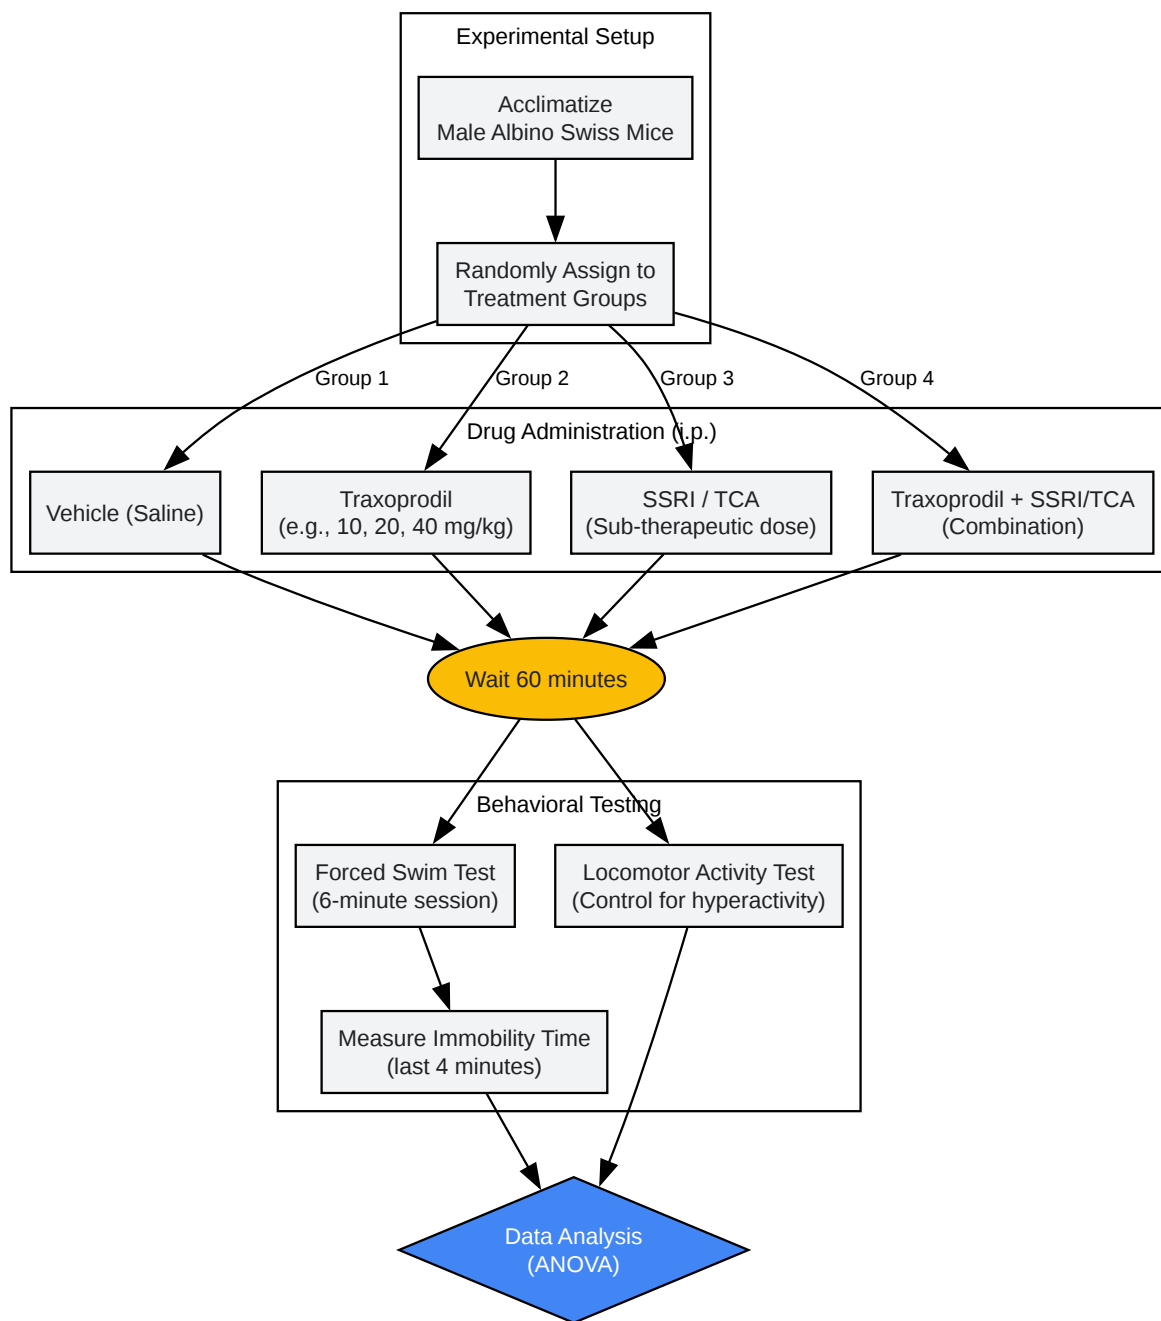 Experimental Setup
Acclimatize
Male Albino Swiss Mice
Randomly Assign to
Treatment Groups
Group 1
Group 2
Group 3
Group 4
Drug Administration (i.p.)
Vehicle (Saline)
Traxoprodil
(e.g., 10, 20, 40 mg/kg)
SSRI / TCA
(Sub-therapeutic dose)
Traxoprodil + SSRI/TCA
(Combination)
Wait 60 minutes
Behavioral Testing
Forced Swim Test
(6-minute session)
Locomotor Activity Test
(Control for hyperactivity)
Measure Immobility Time
(last 4 minutes)
Data Analysis
(ANOVA)